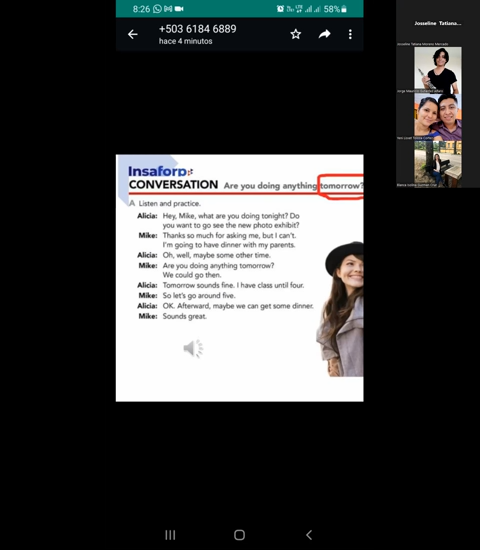 8:26
58%
+503 6184 6889
hace 4 minutos
Insaforp
CONVERSATION Are you doing anything tomorrow?
A Listen and practice.
Alicia: Hey, Mike, what are you doing tonight? Do
you want to go see the new photo exhibit?
Mike: Thanks so much for asking me, but I can't.
I'm going to have dinner with my parents.
Alicia: Oh, well, maybe some other time.
Mike: Are you doing anything tomorrow?
We could go then.
Alicia: Tomorrow sounds fine. I have class until four.
Mike: So let's go around five.
Alicia: OK. Afterward, maybe we can get some dinner.
Mike: Sounds great.
Josseline Tatiana...
Josseline Tatiana Moreno Mercado